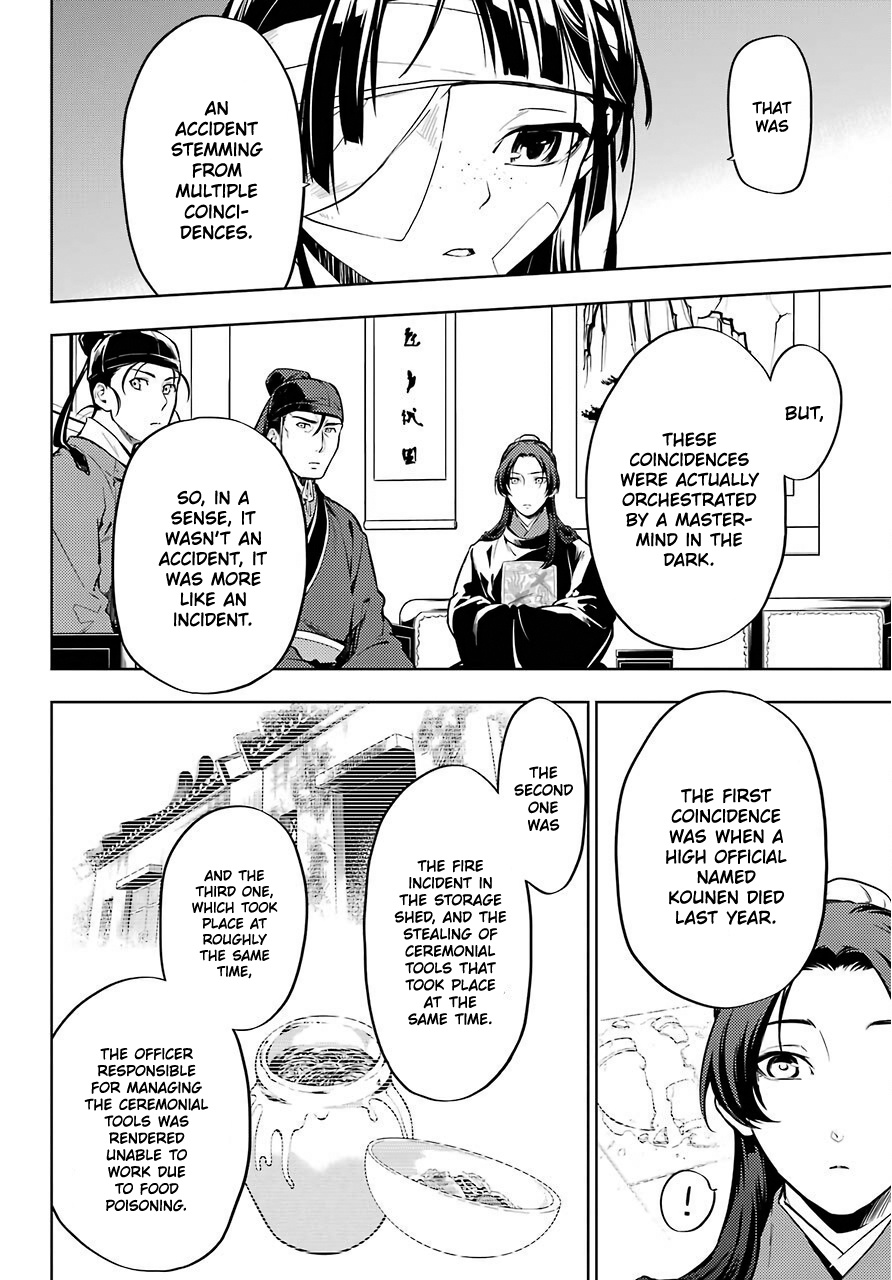 THAT
WAS
AN
ACCIDENT
STEMMING
FROM
MULTIPLE
COINCI-
DENCES.
BUT,
THESE
COINCIDENCES
WERE ACTUALLY
ORCHESTRATED
BY A MASTER-
MIND IN THE
DARK.
SO, IN A
SENSE, IT
WASN'T AN
ACCIDENT, IT
WAS MORE
LIKE AN
INCIDENT.
THE FIRST
COINCIDENCE
WAS WHEN A
HIGH OFFICIAL
NAMED
KOUNEN DIED
LAST YEAR.
!
THE
SECOND
ONE
WAS
THE FIRE
INCIDENT IN
THE STORAGE
SHED, AND THE
STEALING OF
CEREMONIAL
TOOLS THAT
TOOK PLACE
AT THE
SAME TIME.
AND THE
THIRD ONE,
WHICH TOOK
PLACE AT
ROUGHLY
THE SAME
TIME,
THE OFFICER
RESPONSIBLE
FOR MANAGING
THE CEREMONIAL
TOOLS WAS
RENDERED
UNABLE TO
WORK DUE
TO FOOD
POISONING.